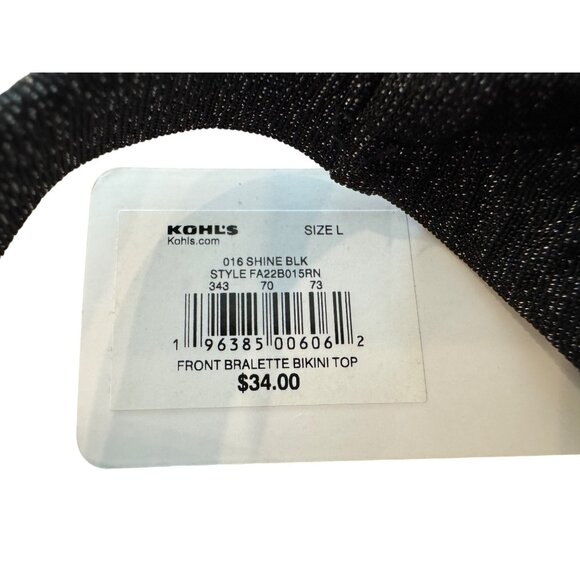 KOHL'S SIZE L
Kohls.com
016 SHINE BLK
STYLE FA22B015RN
343 70 73
1 96385 00606 2
FRONT BRALETTE BIKINI TOP
$34.00